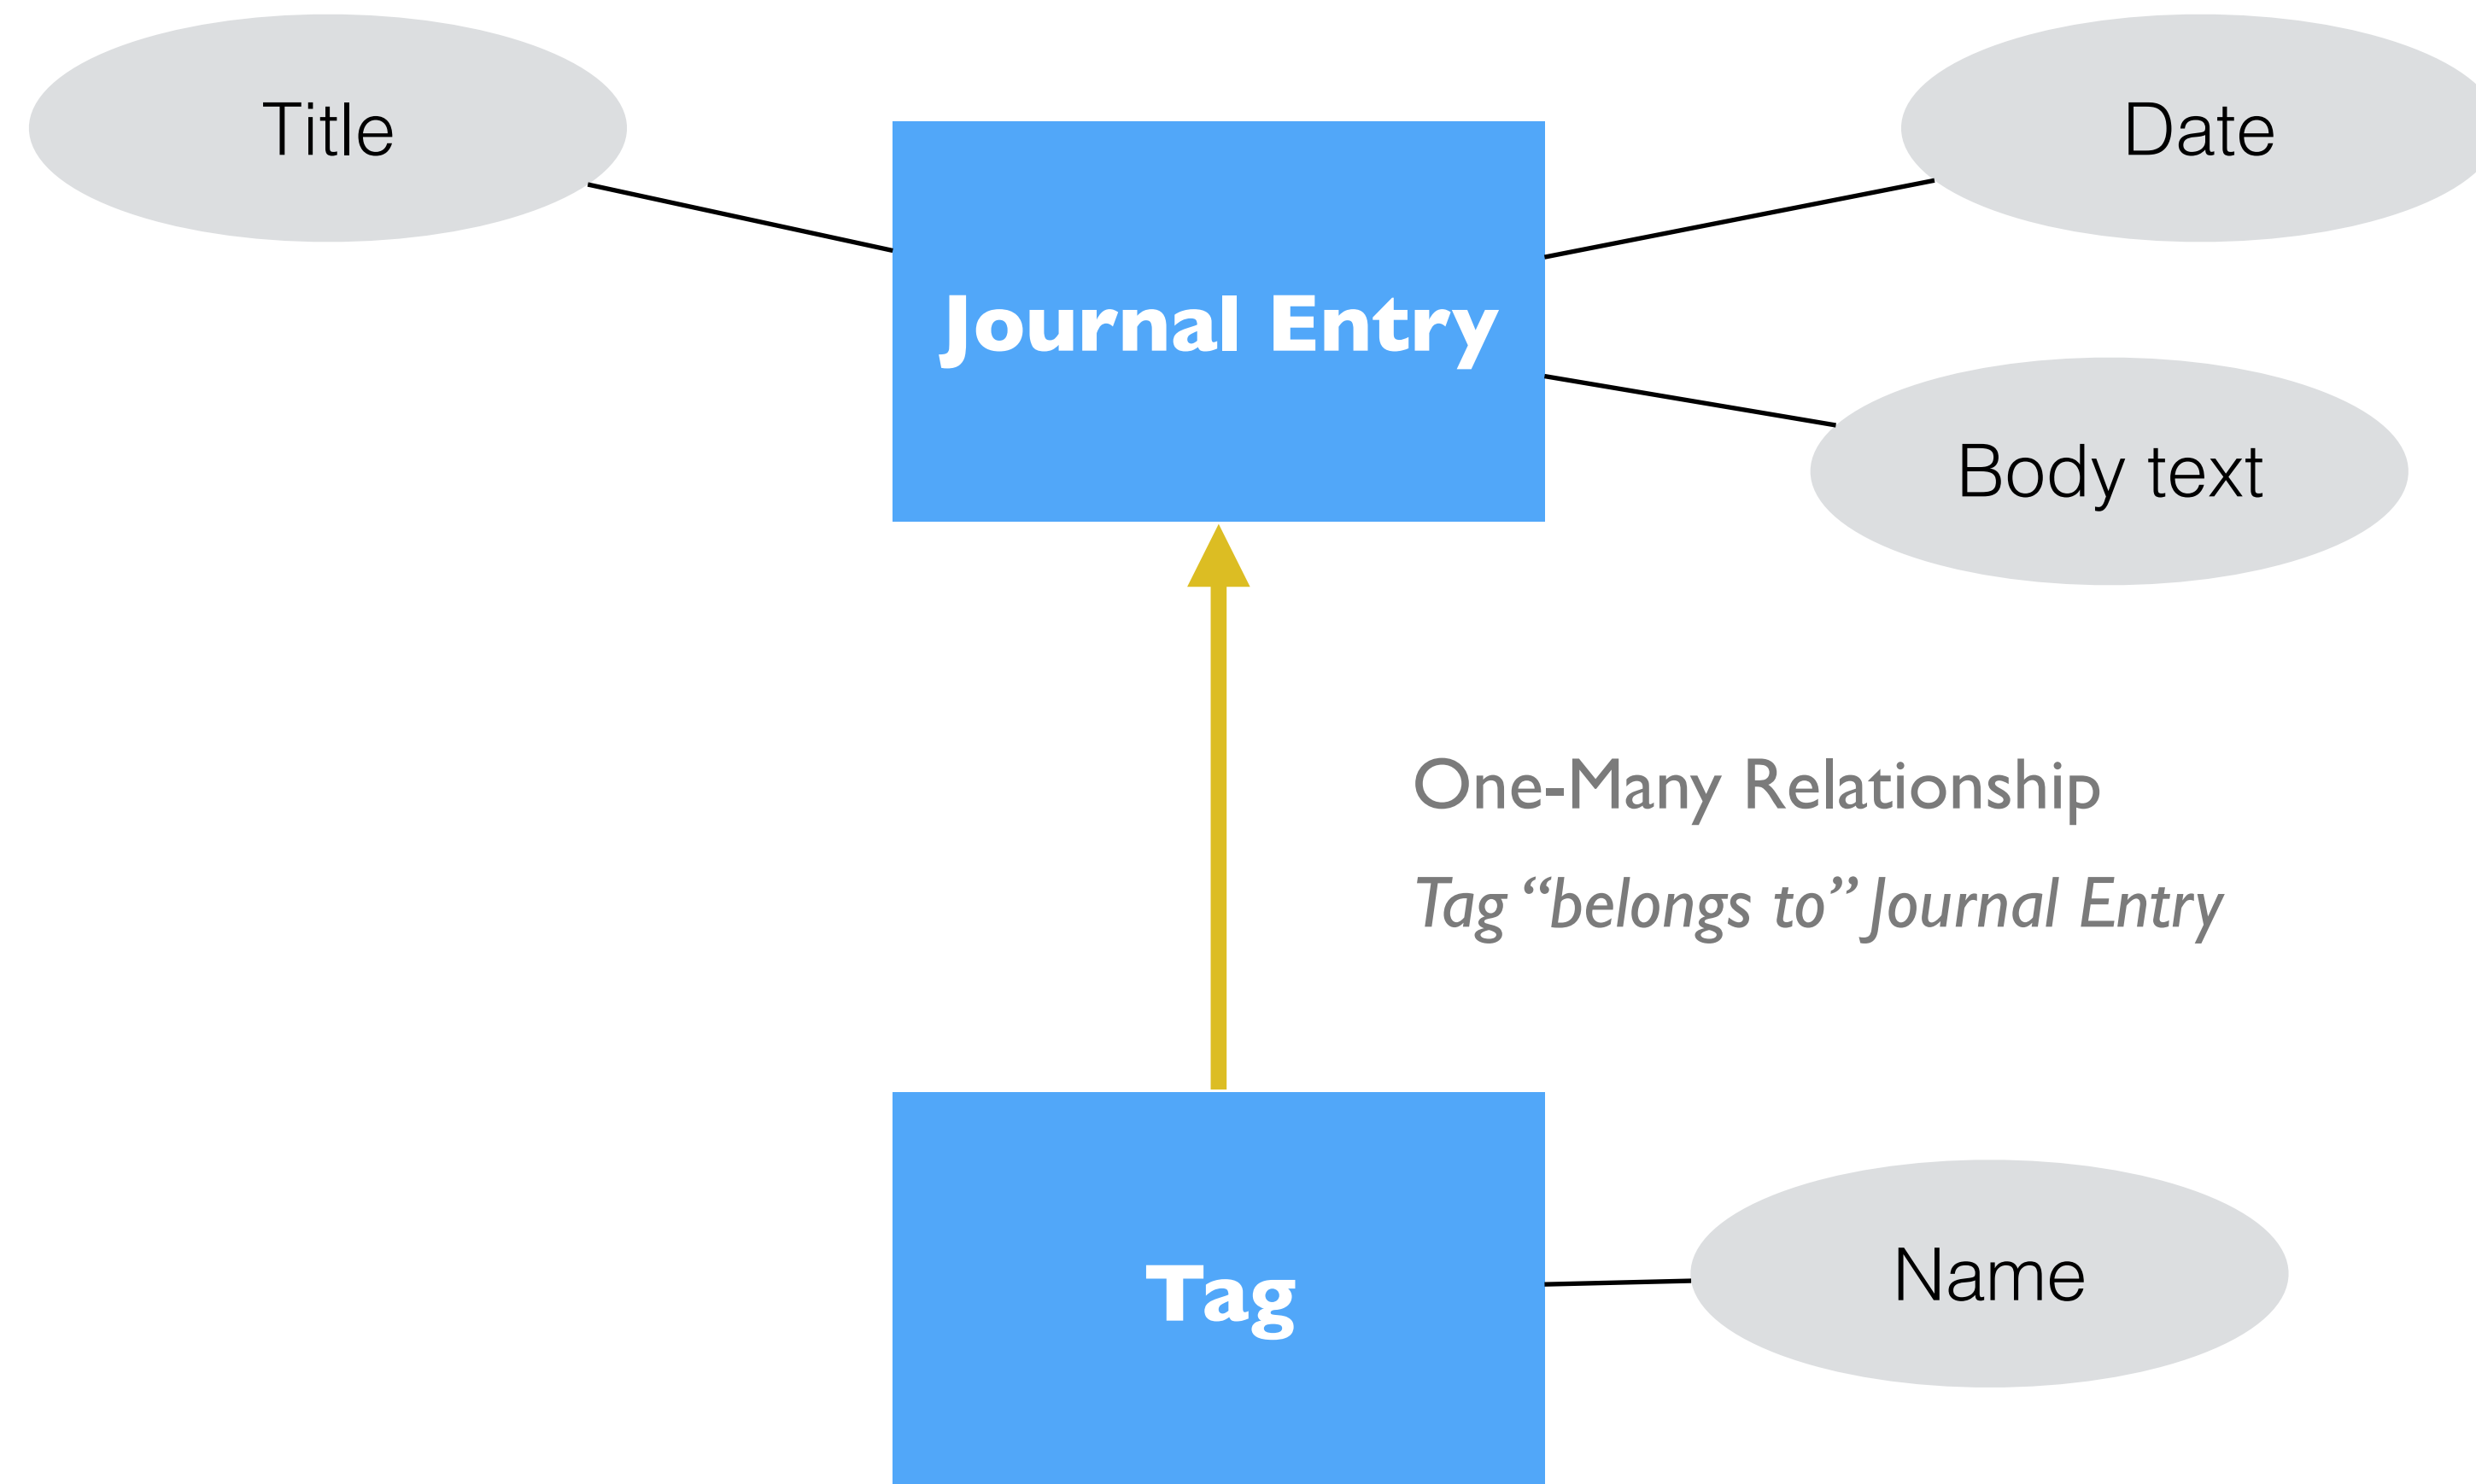 Title
Date
Journal Entry
Body text
One-Many Relationship
Tag “belongs to” Journal Entry
Tag
Name